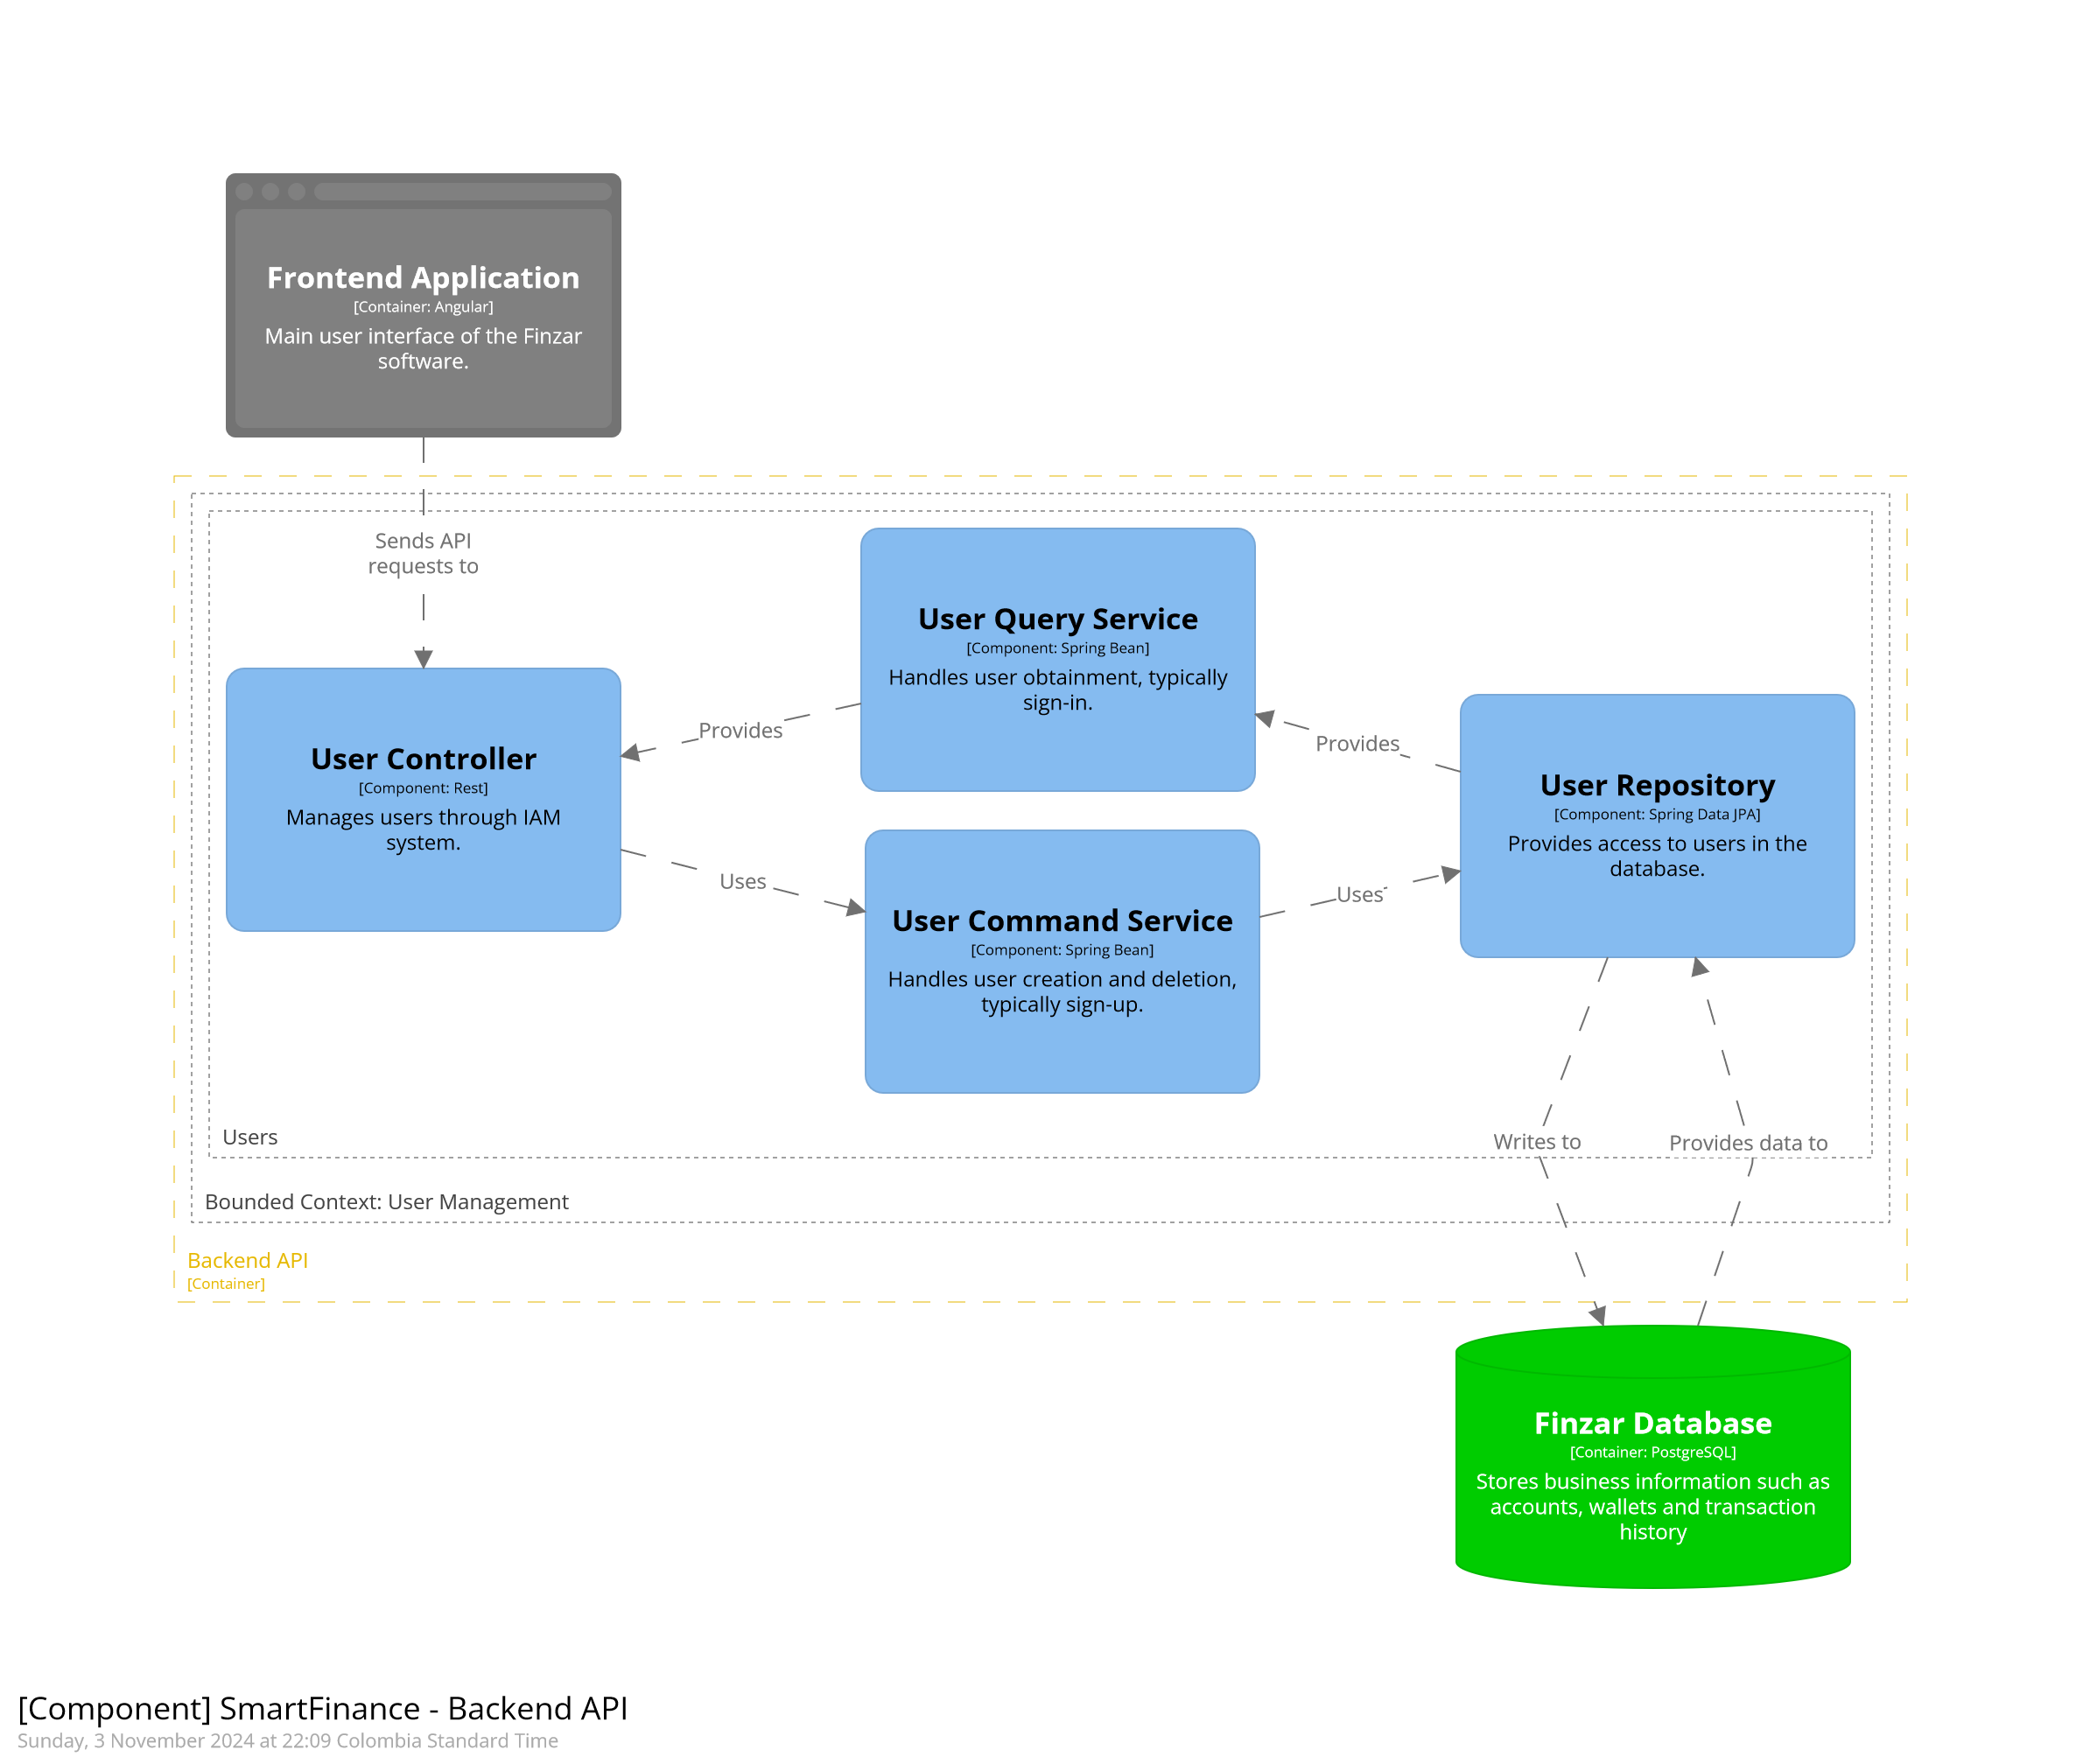 Frontend Application
[Container: Angular]
Main user interface of the Finzar
software.
Sends API
requests to
User Query Service
[Component: Spring Bean]
Handles user obtainment, typically
sign-in.
Provides
Provides
User Controller
[Component: Rest]
Manages users through IAM
system.
User Repository
[Component: Spring Data JPA]
Provides access to users in the
database.
Uses
Uses
User Command Service
[Component: Spring Bean]
Handles user creation and deletion,
typically sign-up.
Writes to
Provides data to
Users
Bounded Context: User Management
Backend API
[Container]
Finzar Database
[Container: PostgreSQL]
Stores business information such as
accounts, wallets and transaction
history
[Component] SmartFinance - Backend API
Sunday, 3 November 2024 at 22:09 Colombia Standard Time